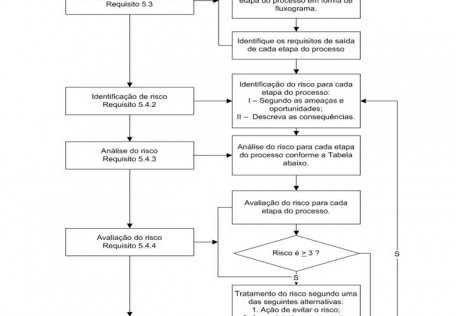 Requisito 5.3
etapa do processo em forma de
fluxograma.
Identifique os requisitos de saída
de cada etapa do processo
Identificação de risco
Requisito 5.4.2
Identificação do risco para cada
etapa do processo:
I – Segundo as ameaças e
oportunidades;
II – Descreva as consequências.
Análise do risco
Requisito 5.4.3
Análise do risco para cada etapa
do processo conforme a Tabela
abaixo.
Avaliação do risco para cada
etapa do processo.
Avaliação do risco
Requisito 5.4.4
Risco é ≥ 3 ?
S
S
Tratamento do risco segundo uma
das seguintes alternativas:
1. Ação de evitar o risco;